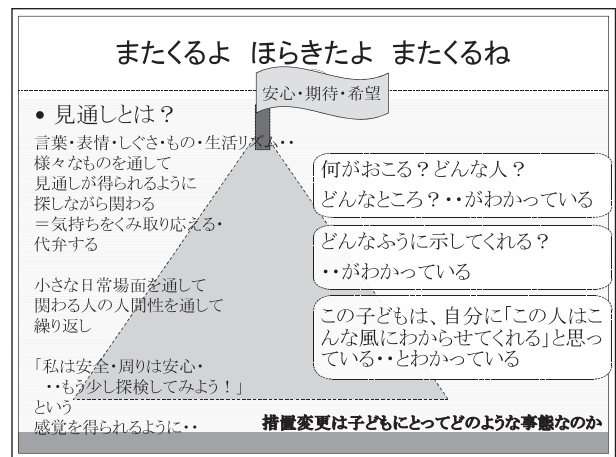 またくるよ ほらきたよ またくるね
安心・期待・希望
• 見通しとは？
言葉・表情・しぐさ・もの・生活リズム・・
様々なものを通して
見通しが得られるように
探しながら関わる
＝気持ちをくみ取り応える・
代弁する
小さな日常場面を通して
関わる人の人間性を通して
繰り返し
「私は安全・周りは安心・
・・もう少し探検してみよう！」
という
感覚を得られるように・・
何がおこる？どんな人？
どんなところ？・・がわかっている
どんなふうに示してくれる？
・・がわかっている
この子どもは、自分に「この人はこ
んな風にわからせてくれる」と思っ
ている・・とわかっている
措置変更は子どもにとってどのような事態なのか